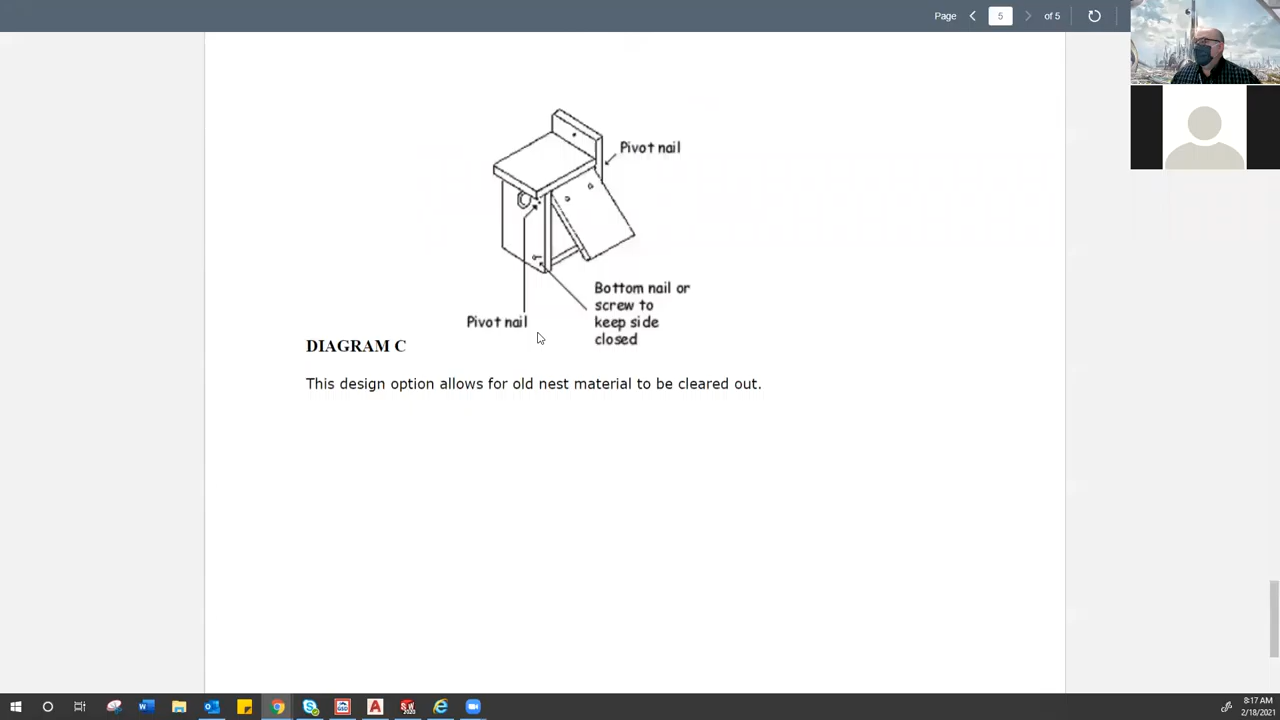 Page 5 of 5
Pivot nail
Bottom nail or
screw to
keep side
closed
Pivot nail
DIAGRAM C
This design option allows for old nest material to be cleared out.
8:17 AM
2/18/2021